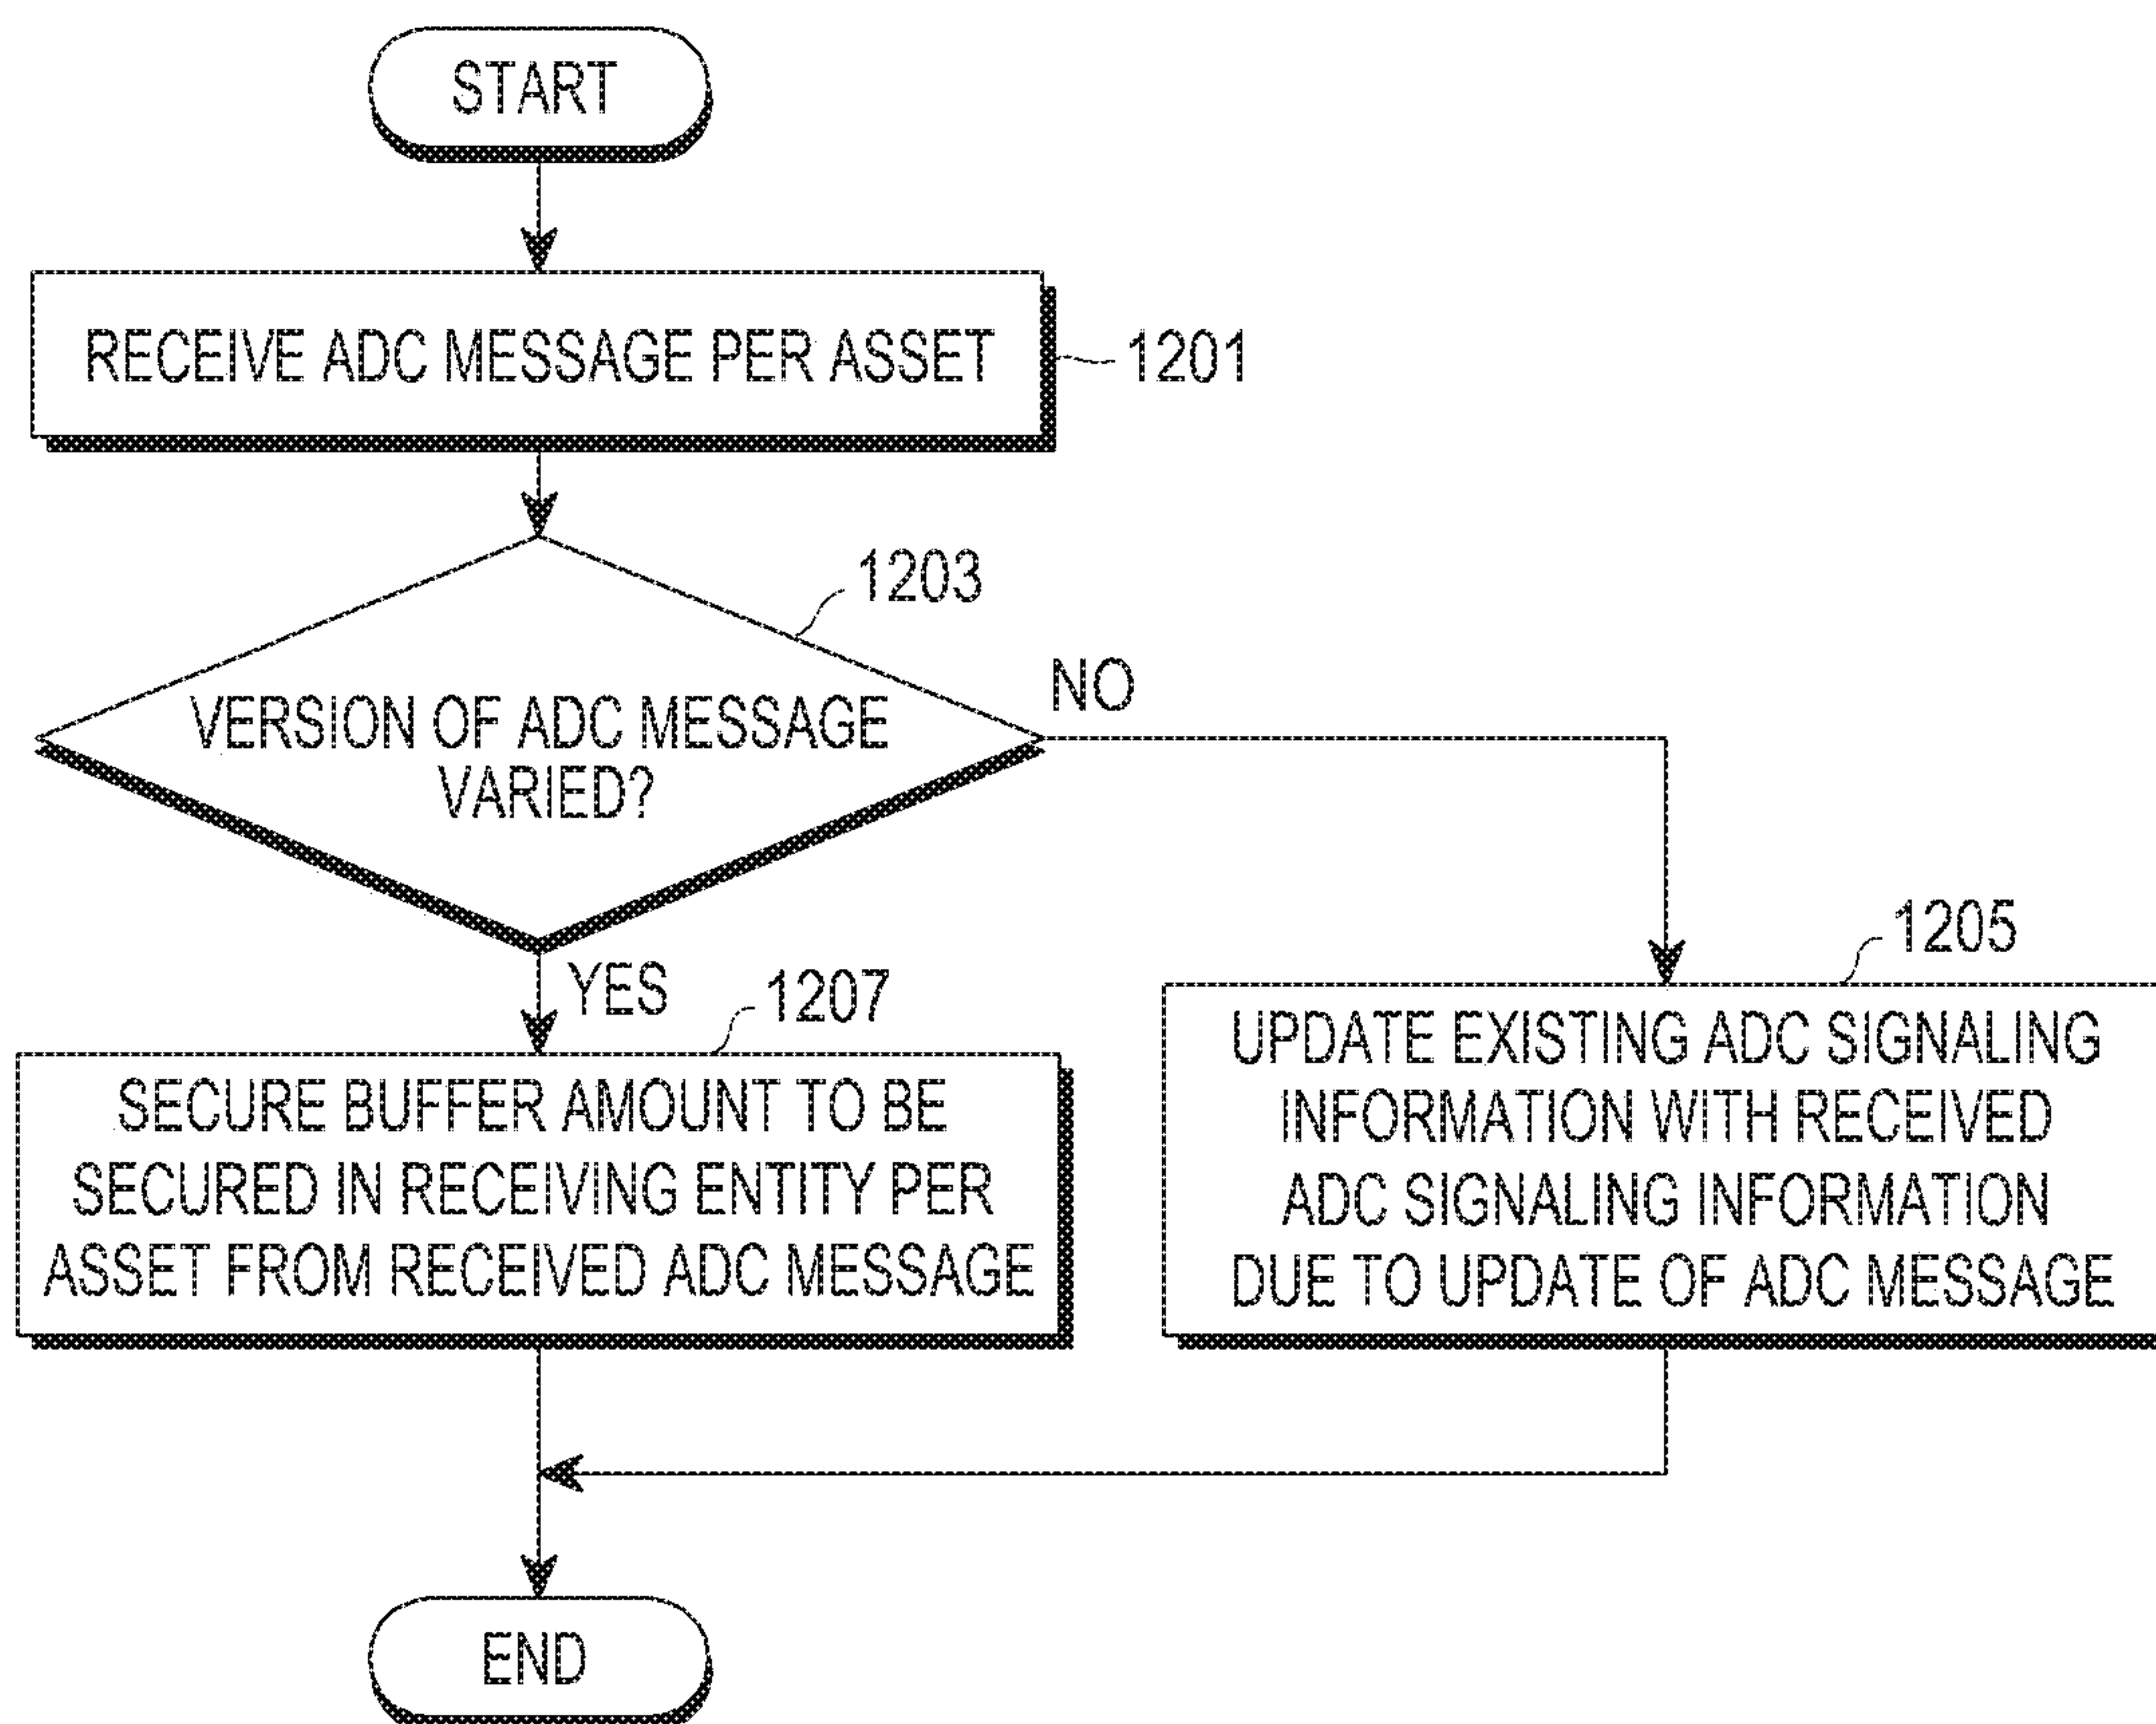 START
RECEIVE ADC MESSAGE PER ASSET
1201
1203
VERSION OF ADC MESSAGE
VARIED?
NO
YES
1207
SECURE BUFFER AMOUNT TO BE
SECURED IN RECEIVING ENTITY PER
ASSET FROM RECEIVED ADC MESSAGE
1205
UPDATE EXISTING ADC SIGNALING
INFORMATION WITH RECEIVED
ADC SIGNALING INFORMATION
DUE TO UPDATE OF ADC MESSAGE
END